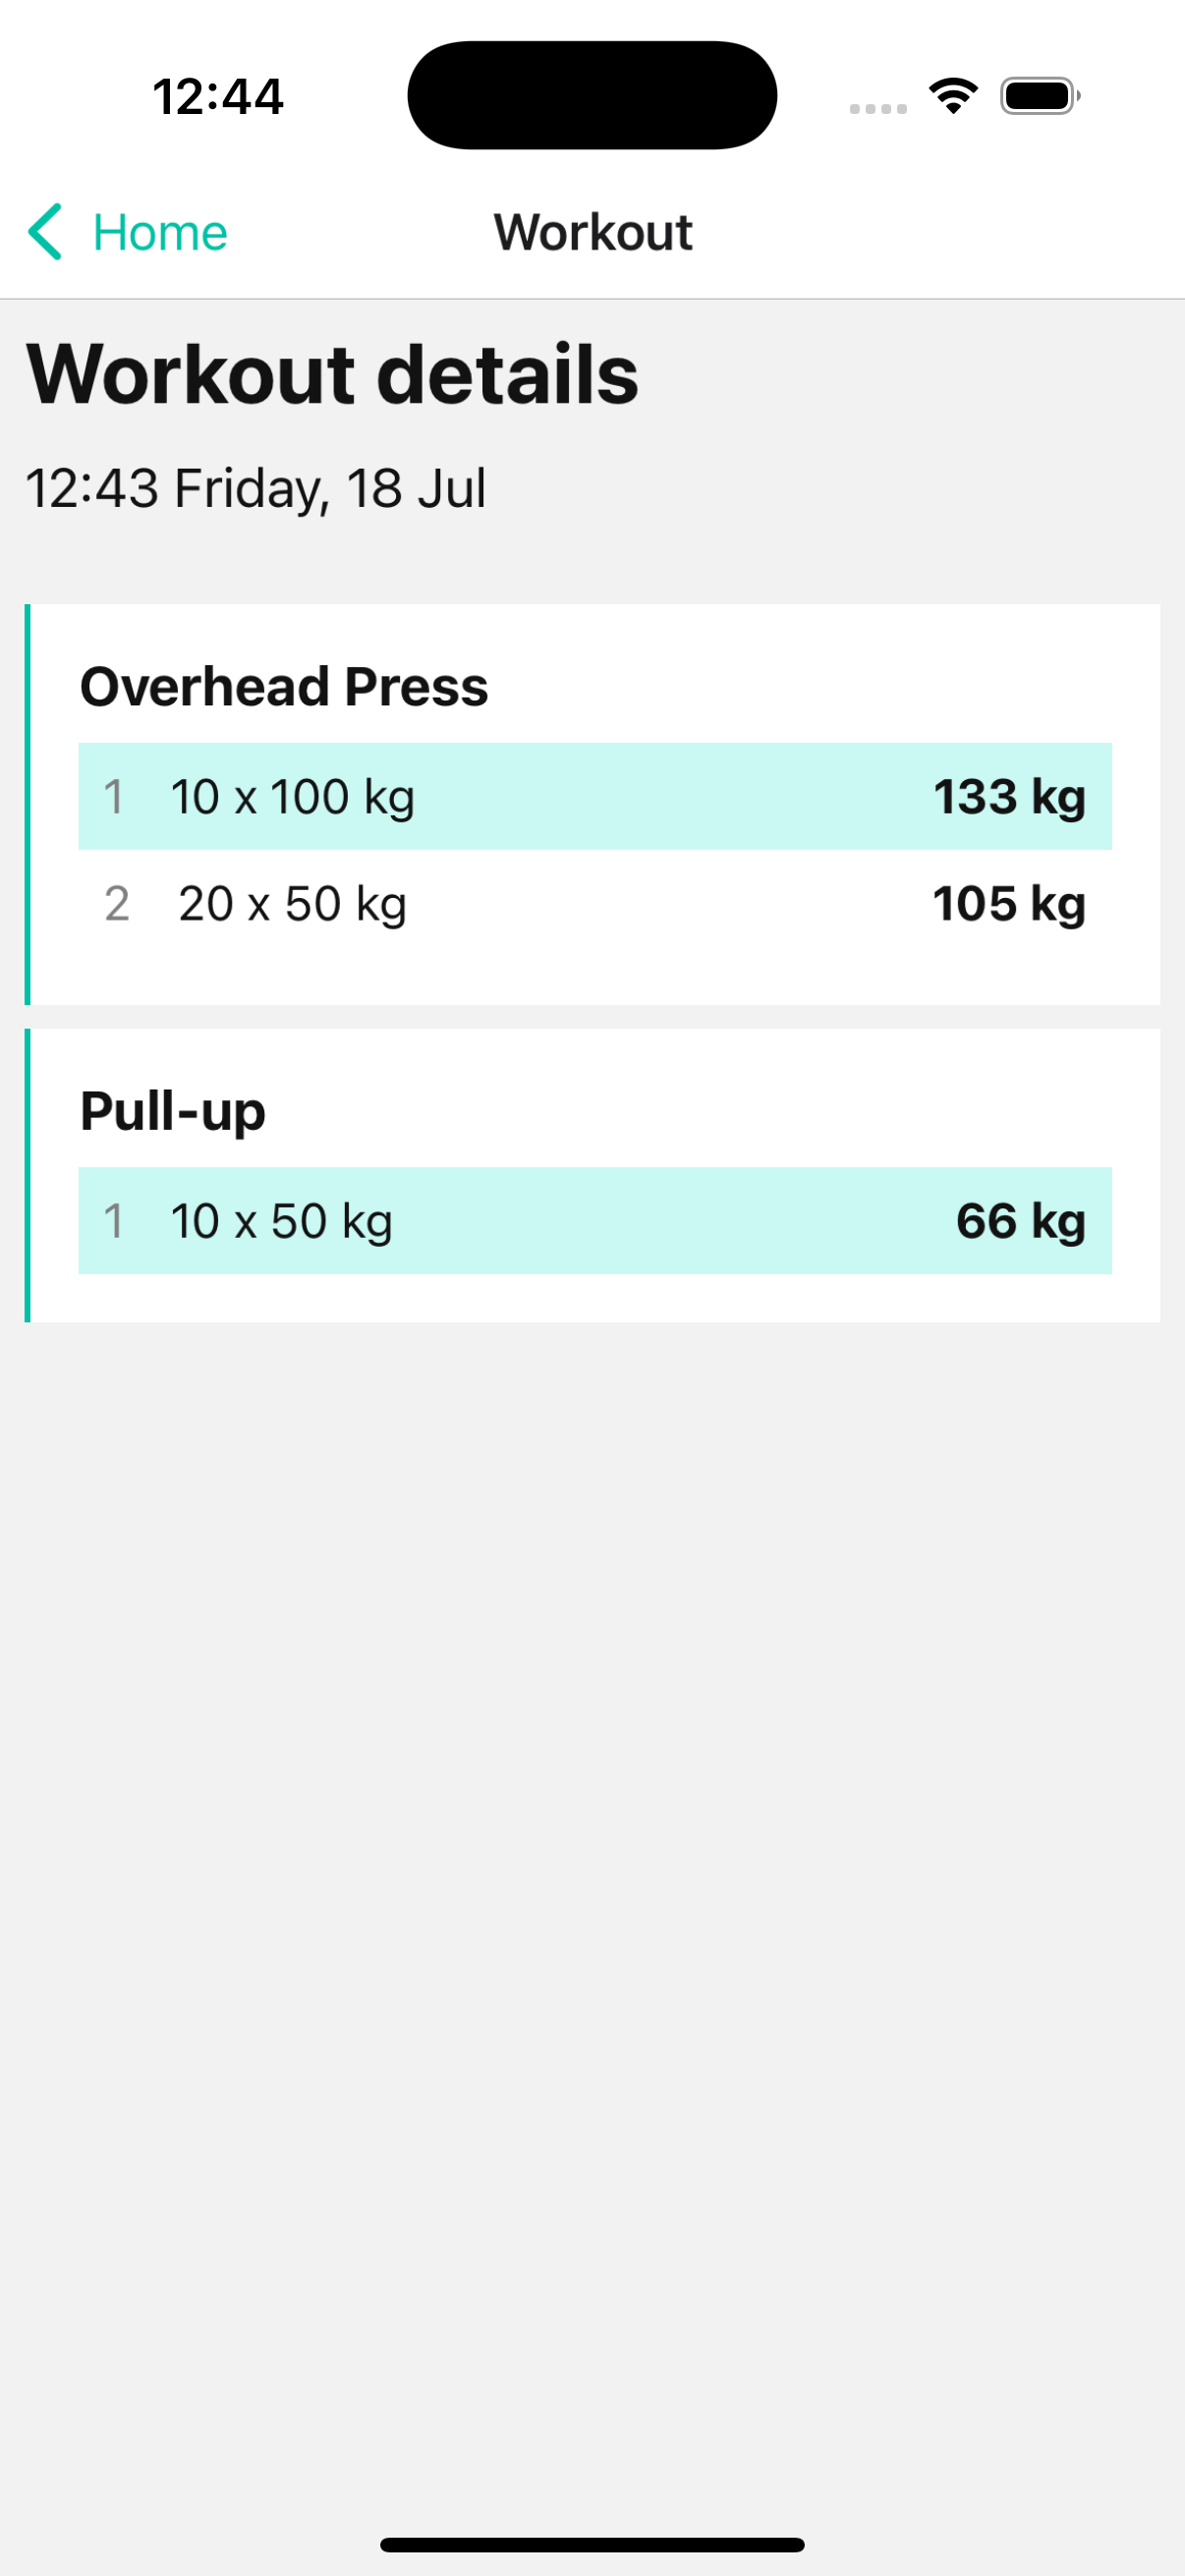 12:44
Home Workout
Workout details
12:43 Friday, 18 Jul
Overhead Press
1 10 x 100 kg 133 kg
2 20 x 50 kg 105 kg
Pull-up
1 10 x 50 kg 66 kg